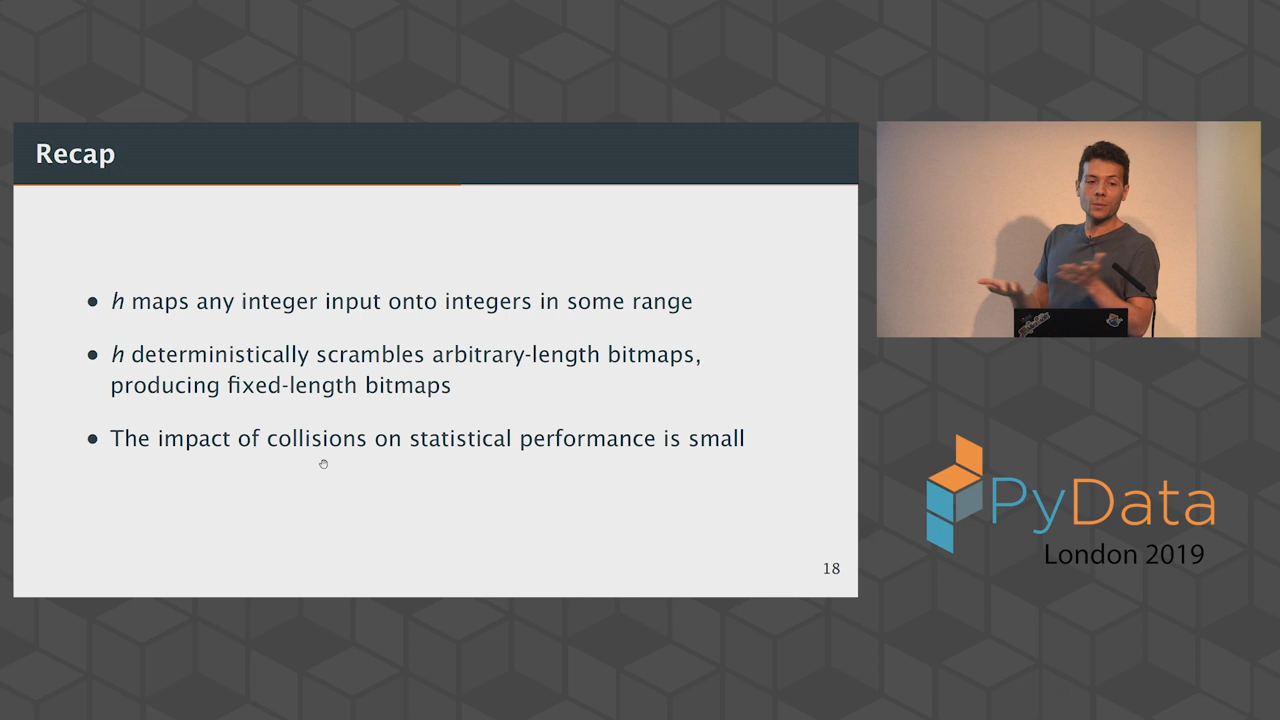 Recap
• h maps any integer input onto integers in some range
• h deterministically scrambles arbitrary-length bitmaps,
producing fixed-length bitmaps
• The impact of collisions on statistical performance is small
18
PyData
London 2019